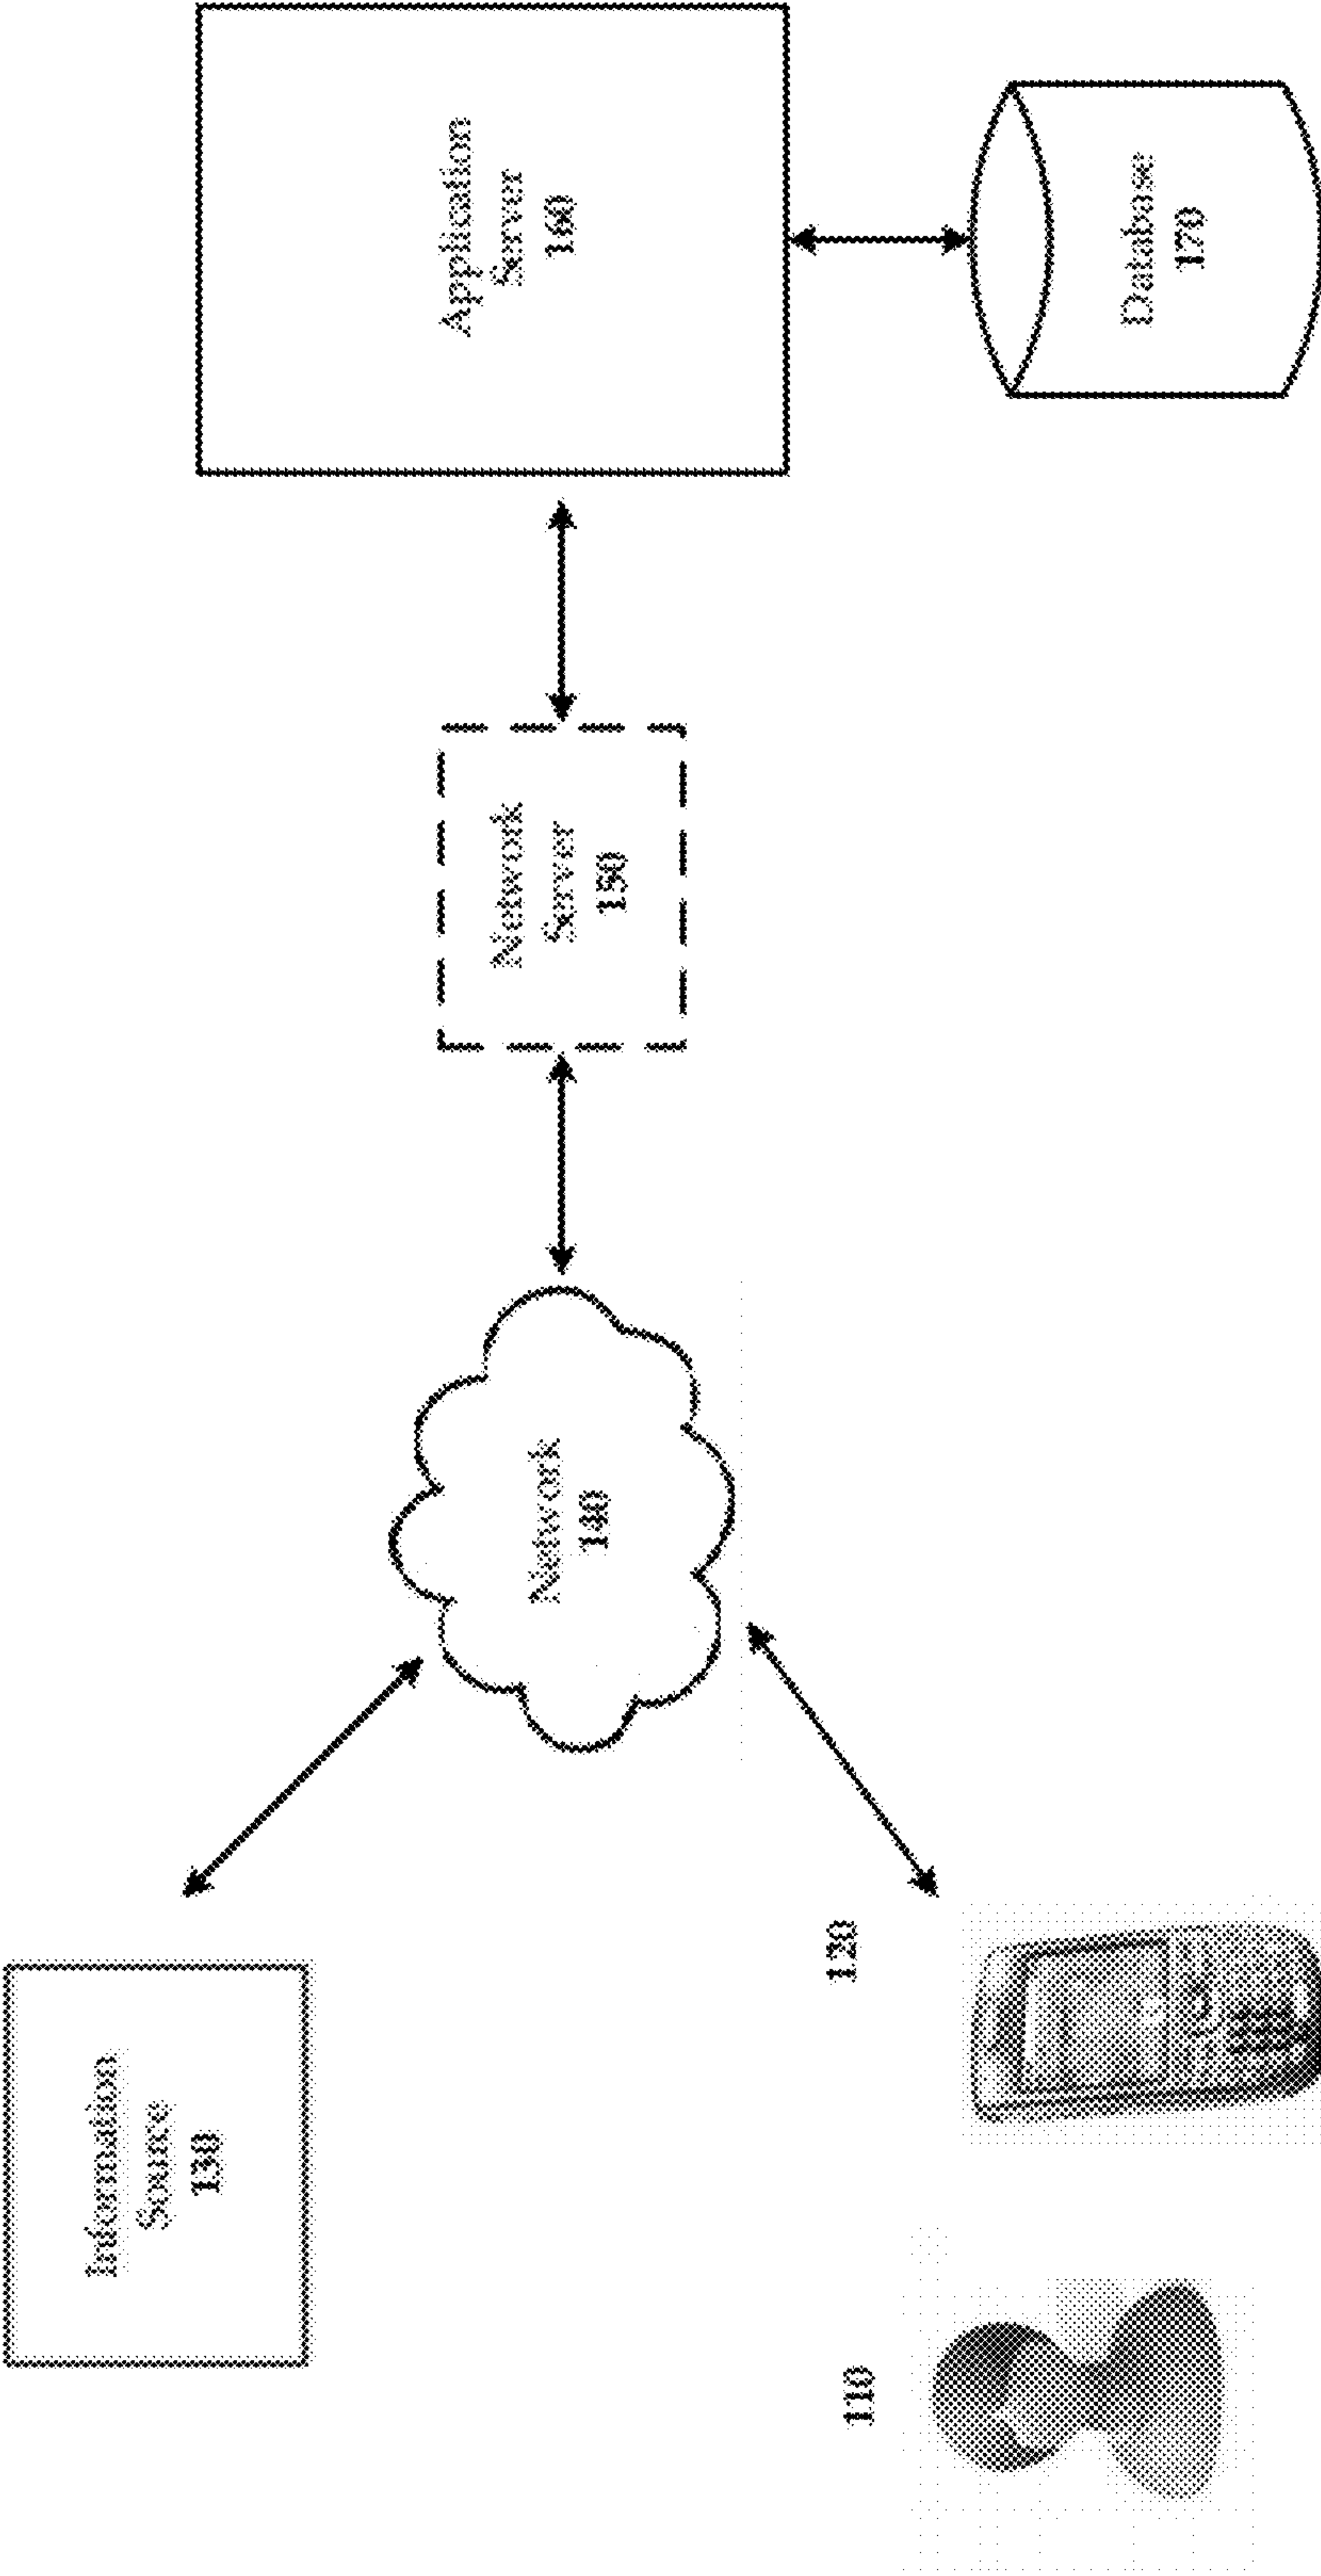 Information
Source
130
110
120
Network
140
Network
Server
150
Application
Server
160
Database
170